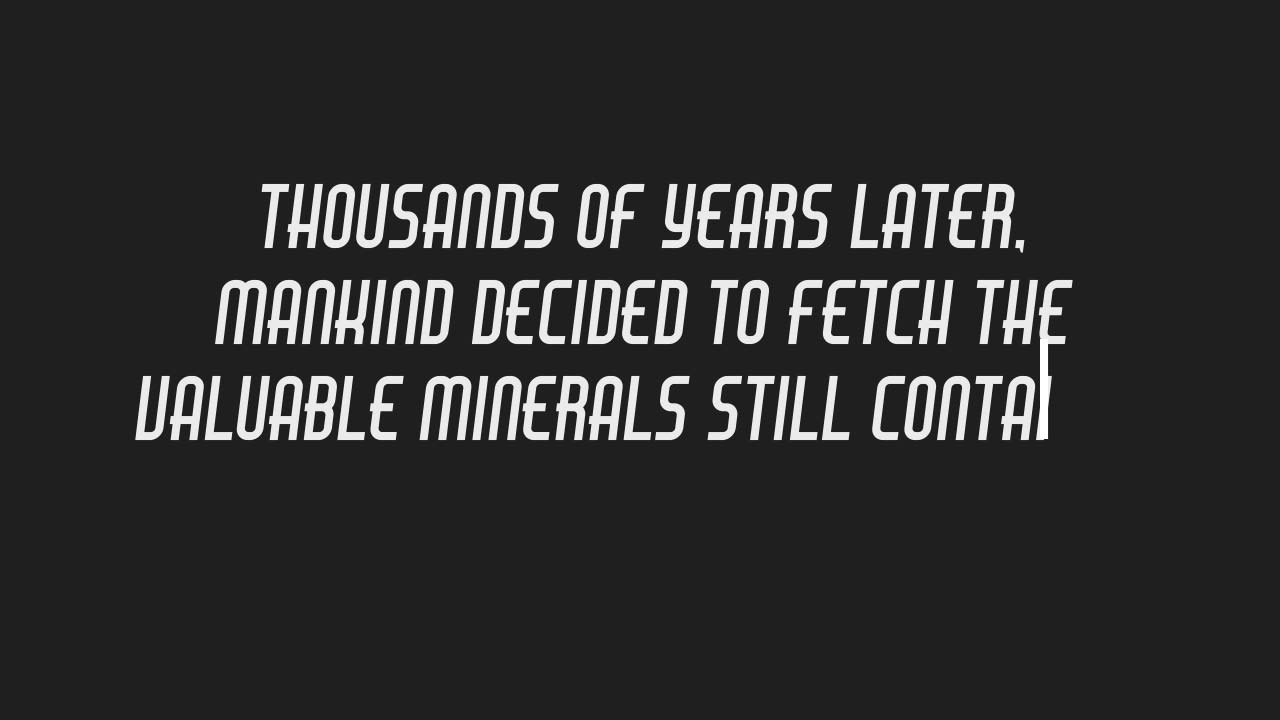 THOUSANDS OF YEARS LATER,
MANKIND DECIDED TO FETCH THE
VALUABLE MINERALS STILL CONTAI